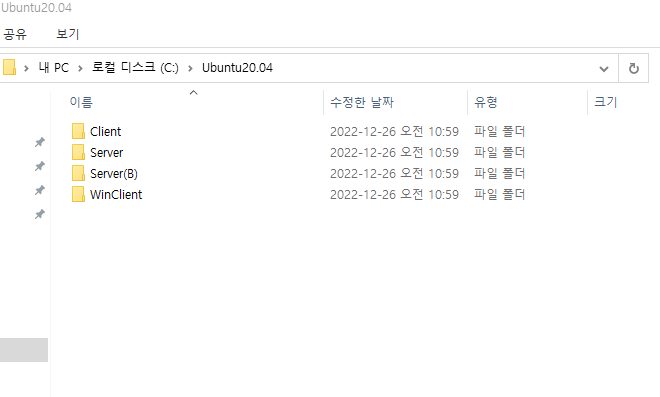 Ubuntu20.04
공유 보기
내 PC 로컬 디스크 (C:) Ubuntu20.04
이름 수정한 날짜 유형 크기
Client 2022-12-26 오전 10:59 파일 폴더
Server 2022-12-26 오전 10:59 파일 폴더
Server(B) 2022-12-26 오전 10:59 파일 폴더
WinClient 2022-12-26 오전 10:59 파일 폴더